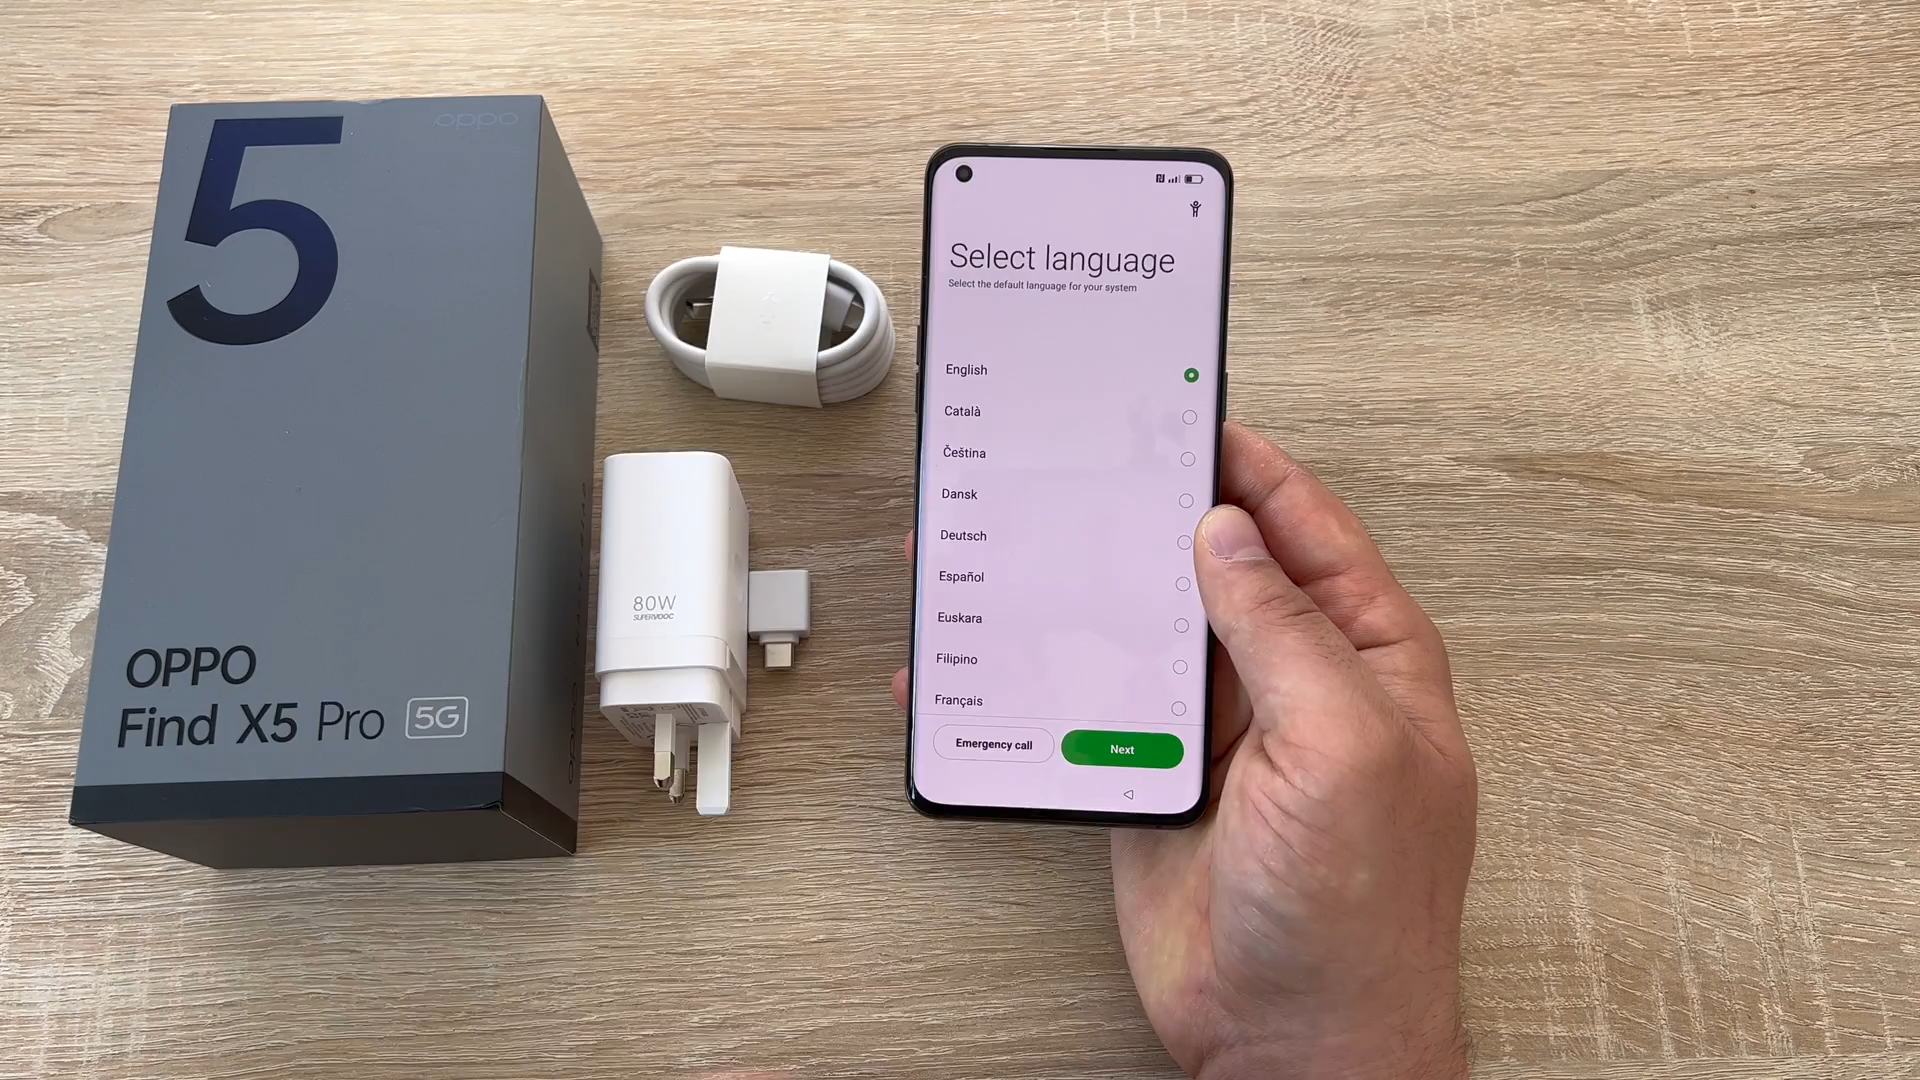 5
oppo
OPPO
Find X5 Pro 5G
80W
SUPERVOOC
Select language
Select the default language for your system
English
Català
Čeština
Dansk
Deutsch
Español
Euskara
Filipino
Français
Emergency call
Next